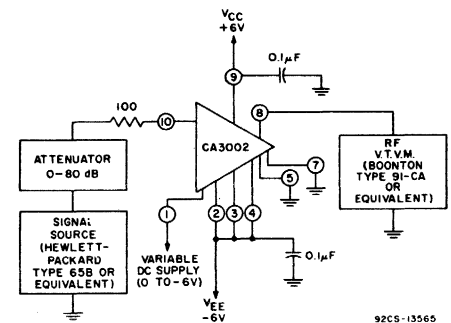 VCC
+6V
0.1µF
9
100
10
8
CA3002
ATTENUATOR
0–80 dB
7
5
RF
V.T.V.M.
(BOONTON
TYPE 91-CA
OR
EQUIVALENT)
1
2
3
4
SIGNAL
SOURCE
(HEWLETT-
PACKARD
TYPE 65B OR
EQUIVALENT)
VARIABLE
DC SUPPLY
(0 TO-6V)
0.1µF
VEE
-6V
92CS-13565